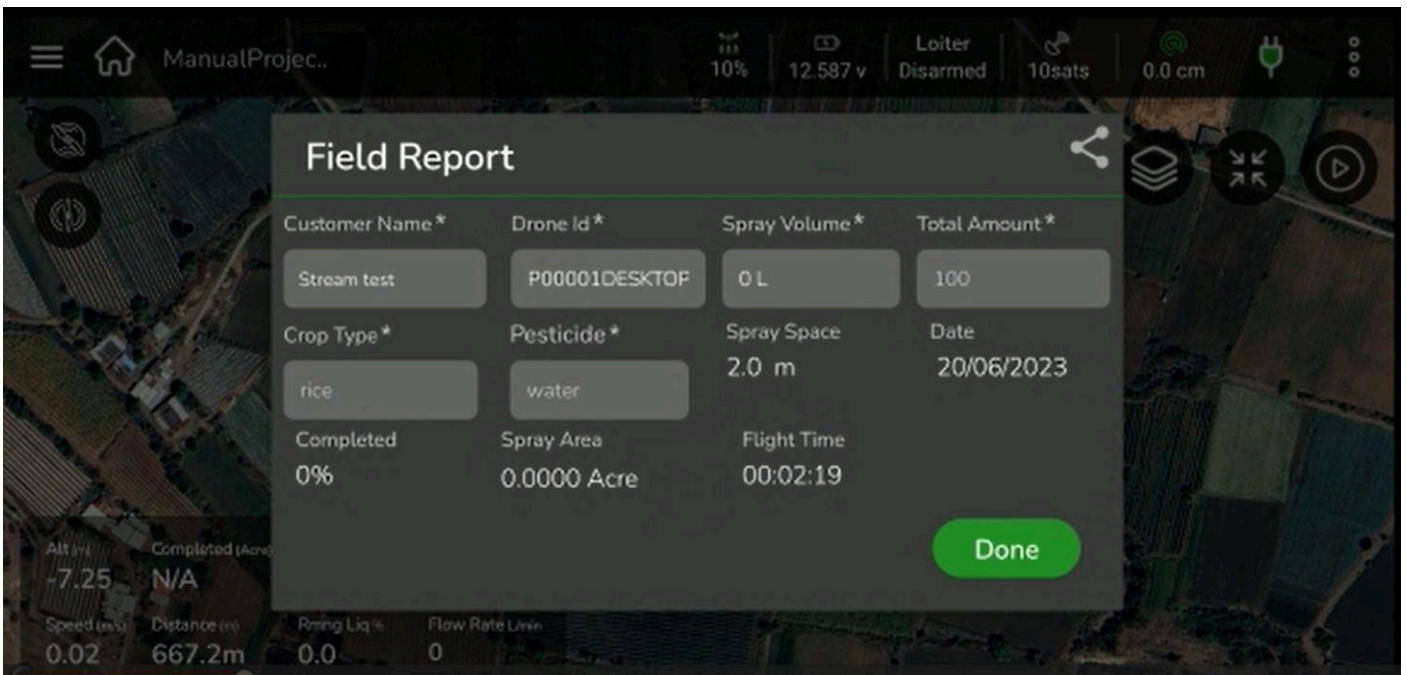 ManualProjec..
10%
12.587 v
Loiter
Disarmed
10sats
0.0 cm
Field Report
Customer Name*
Drone Id*
Spray Volume*
Total Amount*
Stream test
P00001DESKTOP
0 L
100
Crop Type*
Pesticide*
Spray Space
Date
rice
water
2.0 m
20/06/2023
Completed
Spray Area
Flight Time
0%
0.0000 Acre
00:02:19
Done
Alt (m)
Completed (Acre)
-7.25
N/A
Speed (m/s)
Distance (m)
Rmng Liq %
Flow Rate L/min
0.02
667.2m
0.0
0